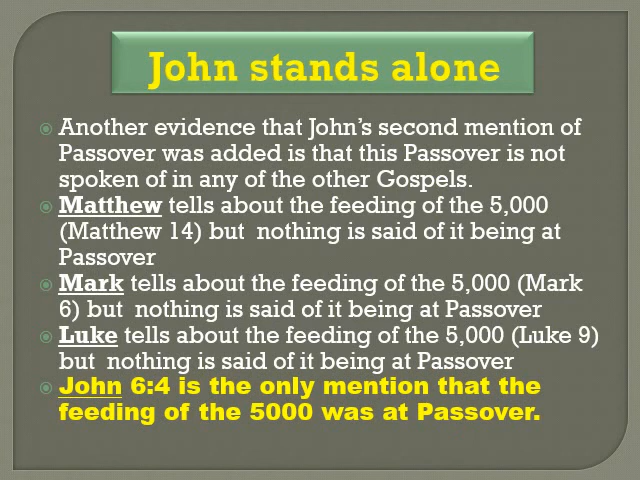 John stands alone
Another evidence that John's second mention of
Passover was added is that this Passover is not
spoken of in any of the other Gospels.
Matthew tells about the feeding of the 5,000
(Matthew 14) but  nothing is said of it being at
Passover
Mark tells about the feeding of the 5,000 (Mark
6) but  nothing is said of it being at Passover
Luke tells about the feeding of the 5,000 (Luke 9)
but  nothing is said of it being at Passover
John 6:4 is the only mention that the
feeding of the 5000 was at Passover.